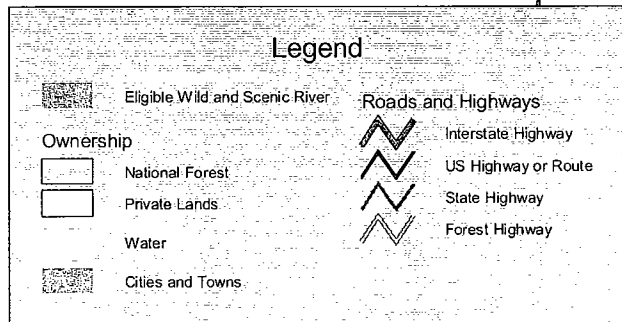 Legend
Eligible Wild and Scenic River
Ownership
National Forest
Private Lands
Water
Cities and Towns
Roads and Highways
Interstate Highway
US Highway or Route
State Highway
Forest Highway